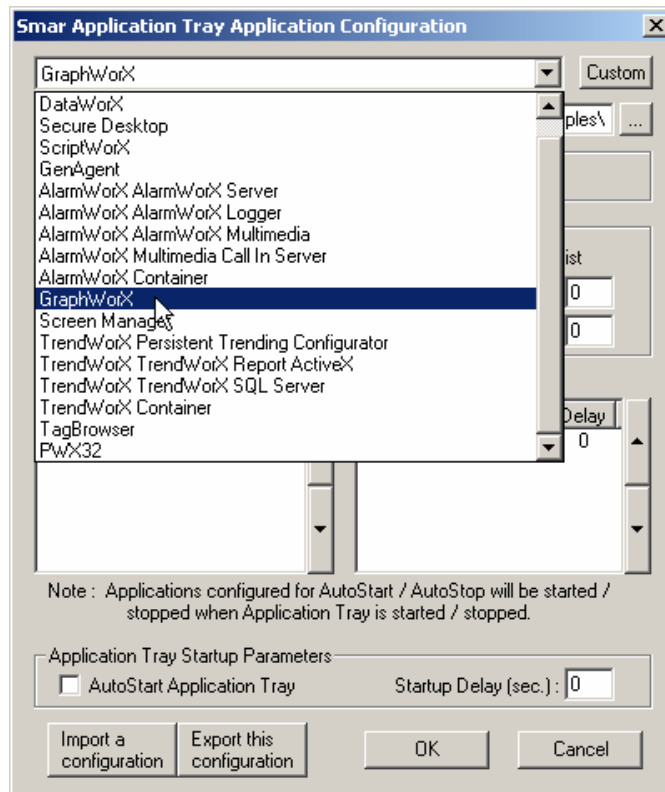 Smar Application Tray Application Configuration
GraphWorX
Custom
DataWorX
ples\
...
Secure Desktop
ScriptWorX
GenAgent
AlarmWorX AlarmWorX Server
AlarmWorX AlarmWorX Logger
AlarmWorX AlarmWorX Multimedia
AlarmWorX Multimedia Call In Server
ist
AlarmWorX Container
GraphWorX
0
Screen Manager
0
TrendWorX Persistent Trending Configurator
TrendWorX TrendWorX Report ActiveX
TrendWorX TrendWorX SQL Server
TrendWorX Container
Delay
TagBrowser
0
PWX32
Note : Applications configured for AutoStart / AutoStop will be started /
stopped when Application Tray is started / stopped.
Application Tray Startup Parameters
AutoStart Application Tray
Startup Delay (sec.) : 0
Import a
configuration
Export this
configuration
OK
Cancel